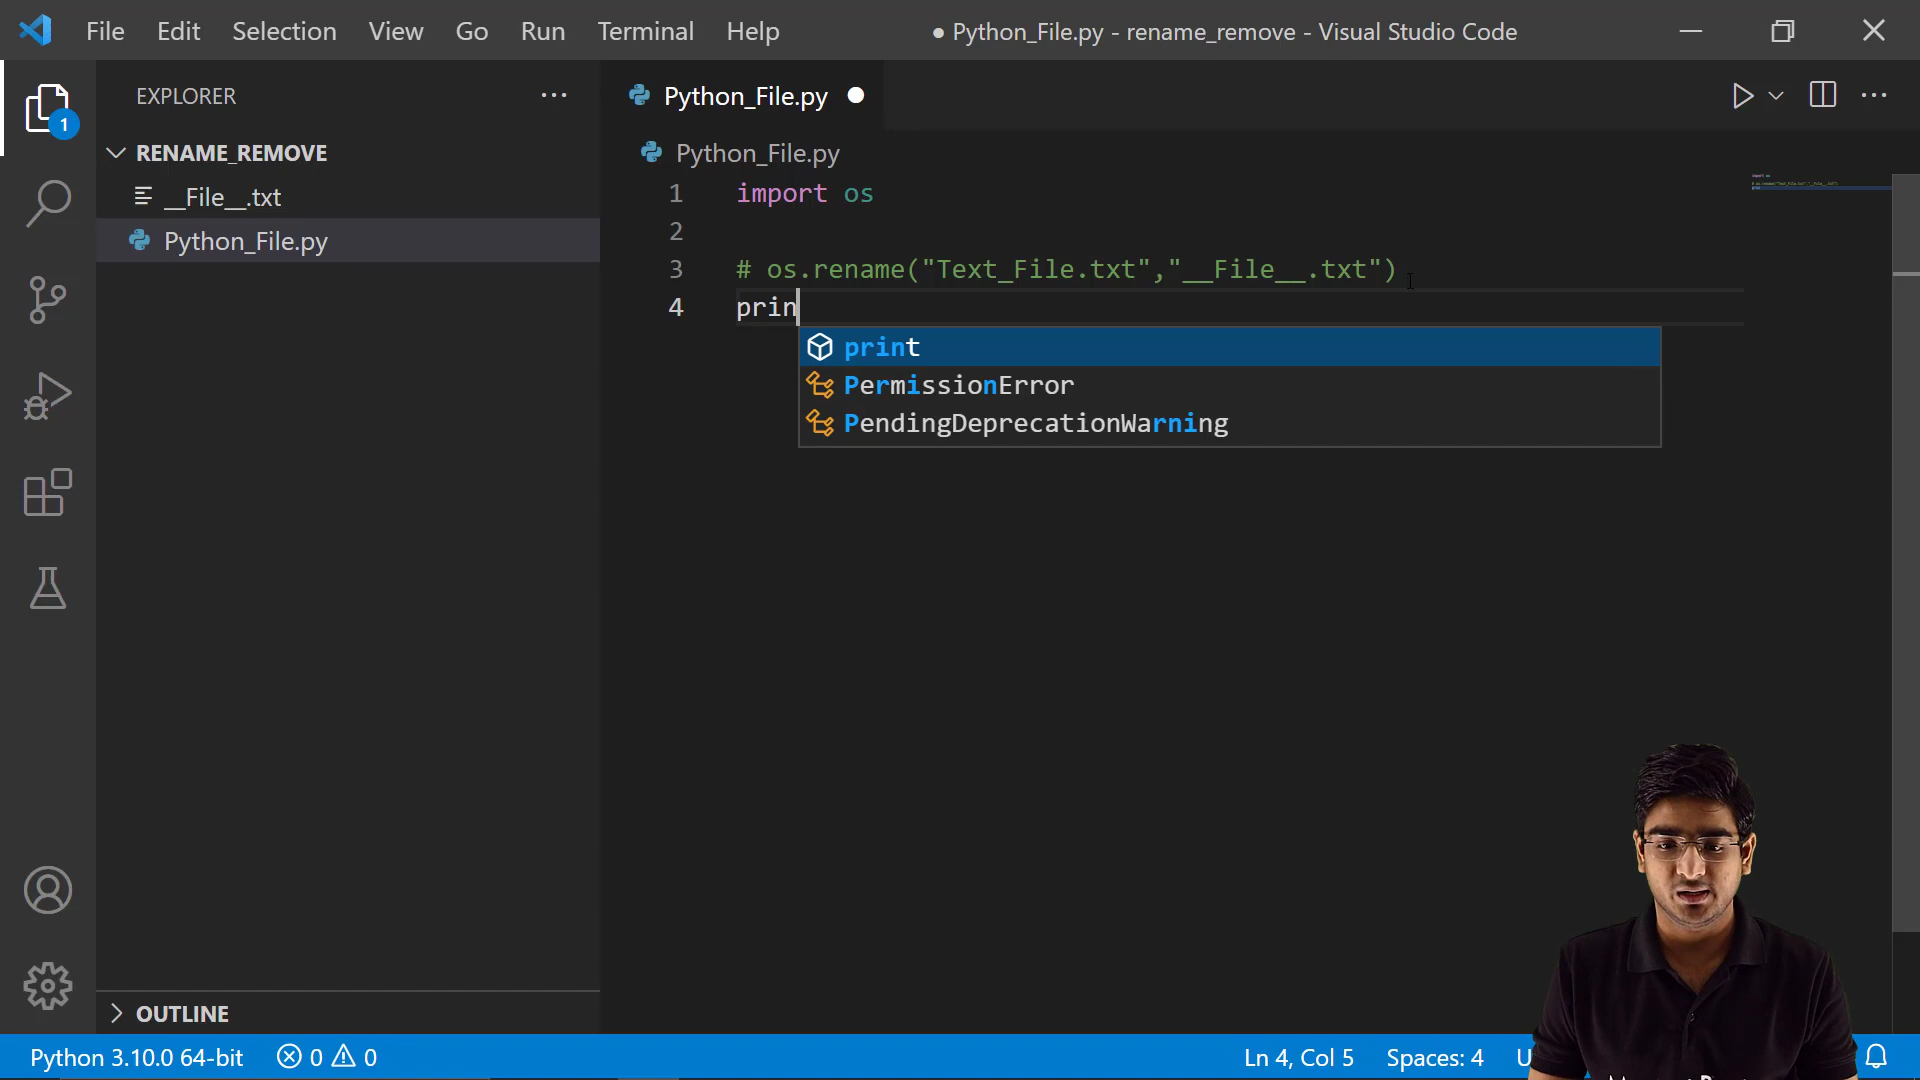 File Edit Selection View Go Run Terminal Help
● Python_File.py - rename_remove - Visual Studio Code
EXPLORER
1
RENAME_REMOVE
__File__.txt
Python_File.py
OUTLINE
Python_File.py
Python_File.py
1 import os
2
3 # os.rename("Text_File.txt","__File__.txt")
4 prin
print
PermissionError
PendingDeprecationWarning
Python 3.10.0 64-bit 0 0
Ln 4, Col 5 Spaces: 4 U